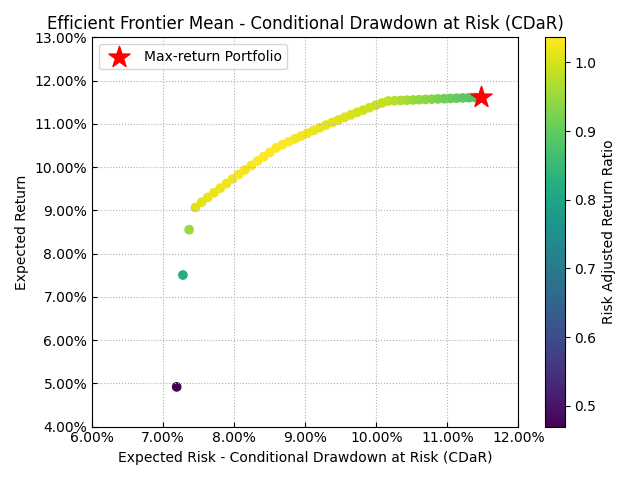 Efficient Frontier Mean - Conditional Drawdown at Risk (CDaR)
Max-return Portfolio
Expected Return
13.00%
12.00%
11.00%
10.00%
9.00%
8.00%
7.00%
6.00%
5.00%
4.00%
6.00% 7.00% 8.00% 9.00% 10.00% 11.00% 12.00%
Expected Risk - Conditional Drawdown at Risk (CDaR)
1.0
0.9
0.8
0.7
0.6
0.5
Risk Adjusted Return Ratio